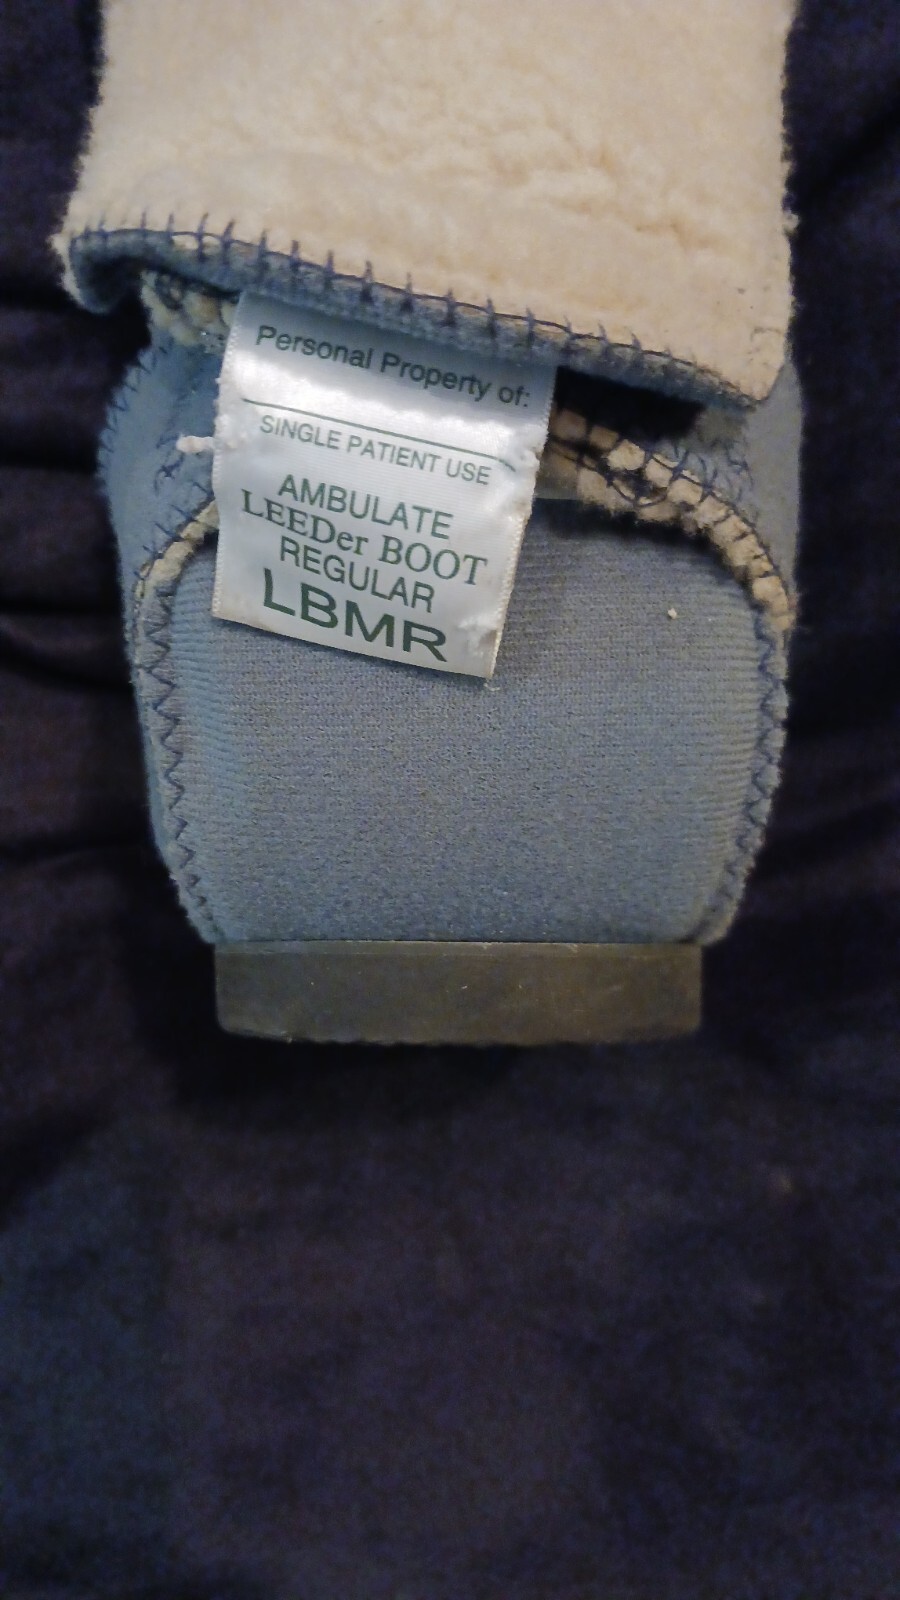 Personal Property of:
SINGLE PATIENT USE
AMBULATE
LEEDer BOOT
REGULAR
LBMR